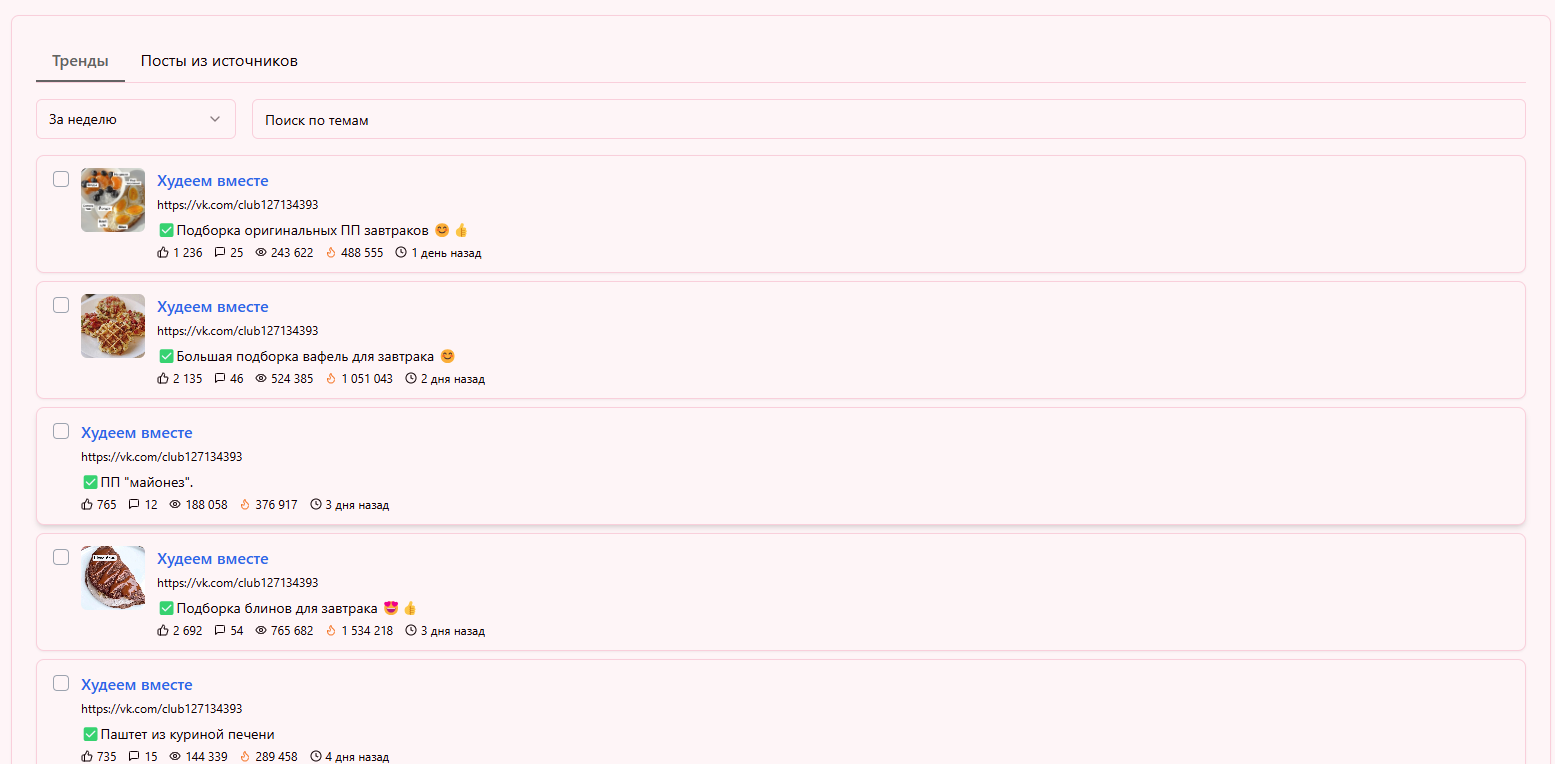 Тренды Посты из источников
За неделю Поиск по темам
Худеем вместе
https://vk.com/club127134393
✅Подборка оригинальных ПП завтраков 😊 👍
1 236 25 243 622 488 555 1 день назад
Худеем вместе
https://vk.com/club127134393
✅Большая подборка вафель для завтрака 😊
2 135 46 524 385 1 051 043 2 дня назад
Худеем вместе
https://vk.com/club127134393
✅ПП "майонез".
765 12 188 058 376 917 3 дня назад
Худеем вместе
https://vk.com/club127134393
✅Подборка блинов для завтрака 😍 👍
2 692 54 765 682 1 534 218 3 дня назад
Худеем вместе
https://vk.com/club127134393
✅Паштет из куриной печени
735 15 144 339 289 458 4 дня назад